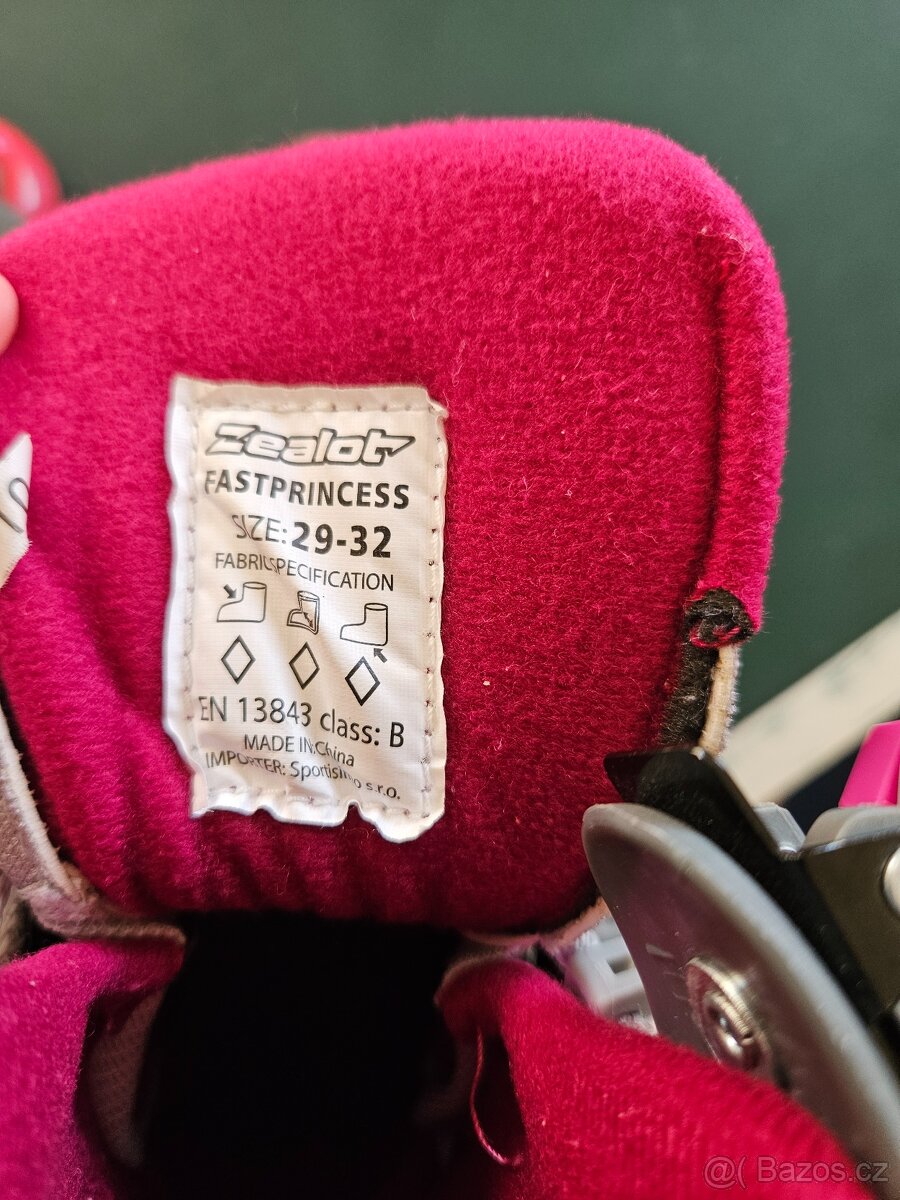 Zealot
FASTPRINCESS
SIZE: 29-32
FABRIC SPECIFICATION
EN 13843 class: B
MADE IN: China
IMPORTER: Sportisimo s.r.o.
@( Bazos.cz